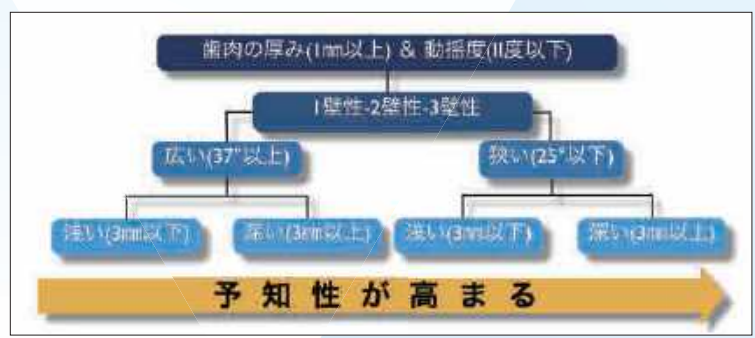 歯肉の厚み(1㎜以上) & 動揺度(II度以下)
1壁性-2壁性-3壁性
広い(37°以上)
狭い(25°以下)
浅い(3㎜以下)
深い(3㎜以上)
浅い(3㎜以下)
深い(3㎜以上)
予知性が高まる